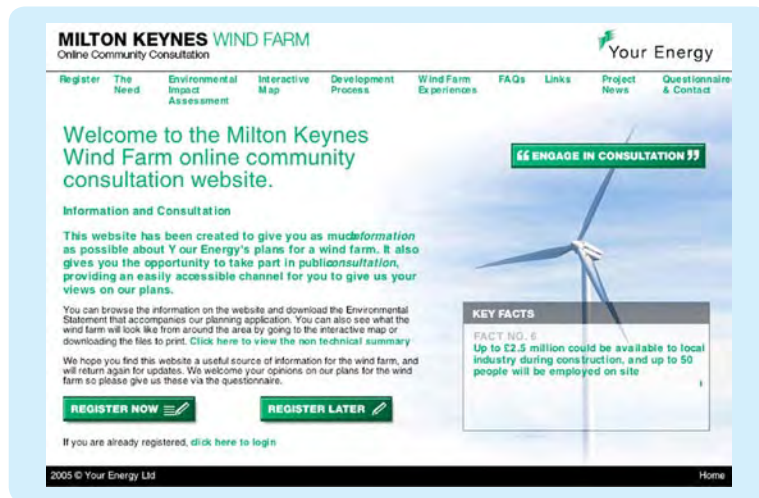 MILTON KEYNES WIND FARM
Online Community Consultation
Your Energy
Register
The
Need
Environmental
Impact
Assessment
Interactive
Map
Development
Process
Wind Farm
Experiences
FAQs
Links
Project
News
Questionnaire
& Contact
Welcome to the Milton Keynes
Wind Farm online community
consultation website.
Information and Consultation
This website has been created to give you as much information
as possible about Your Energy's plans for a wind farm. It also
gives you the opportunity to take part in public consultation,
providing an easily accessible channel for you to give us your
views on our plans.
You can browse the information on the website and download the Environmental
Statement that accompanies our planning application. You can also see what the
wind farm will look like from around the area by going to the interactive map or
downloading the files to print. Click here to view the non technical summary
We hope you find this website a useful source of information for the wind farm, and
will return again for updates. We welcome your opinions on our plans for the wind
farm so please give us these via the questionnaire.
REGISTER NOW
REGISTER LATER
If you are already registered, click here to login
“ ENGAGE IN CONSULTATION ”
KEY FACTS
FACT NO. 6
Up to £2.5 million could be available to local
industry during construction, and up to 50
people will be employed on site
2005 © Your Energy Ltd
Home